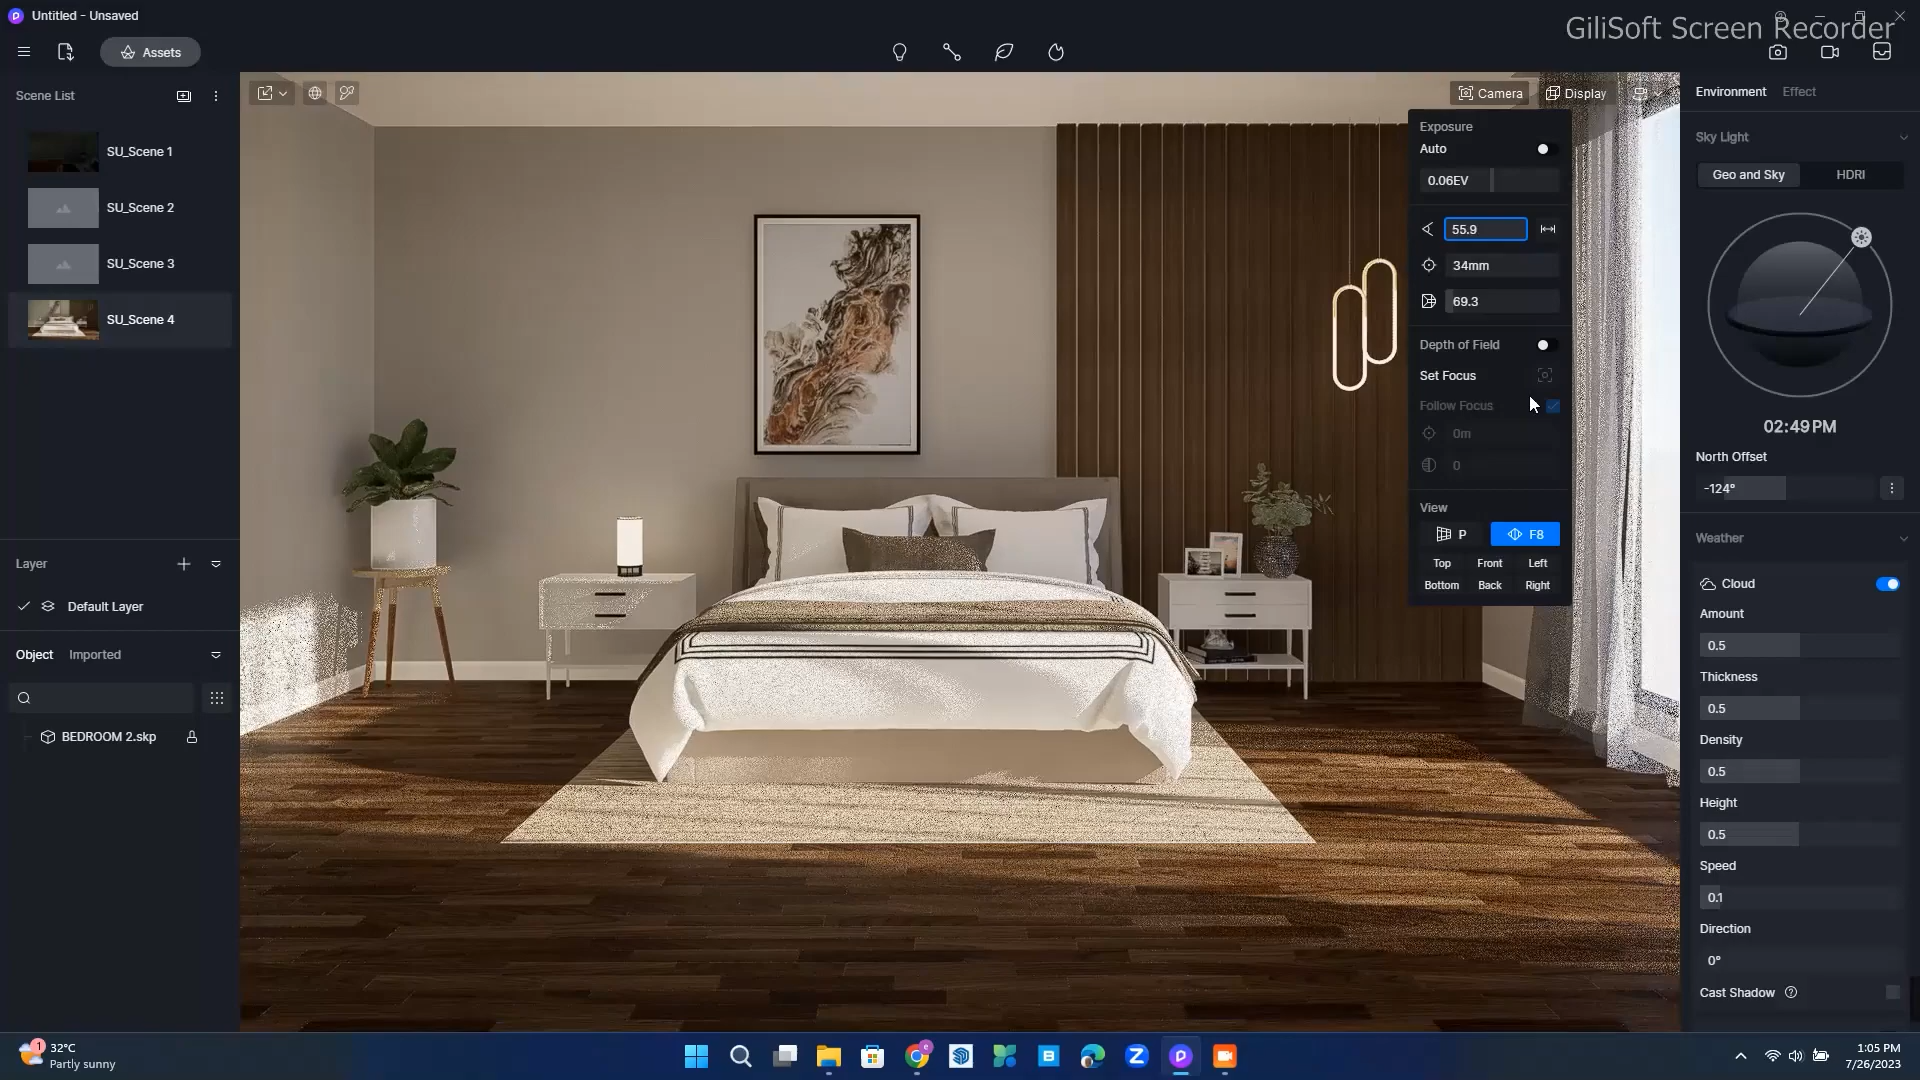 Untitled - Unsaved
GiliSoft Screen Recorder
Assets
Scene List
SU_Scene 1
SU_Scene 2
SU_Scene 3
SU_Scene 4
Layer
Default Layer
Object Imported
BEDROOM 2.skp
Camera Display
Exposure
Auto
0.06EV
55.9
34mm
69.3
Depth of Field
Set Focus
Follow Focus
0m
0
View
P F8
Top Front Left
Bottom Back Right
Environment Effect
Sky Light
Geo and Sky HDRI
02:49PM
North Offset
-124°
Weather
Cloud
Amount
0.5
Thickness
0.5
Density
0.5
Height
0.5
Speed
0.1
Direction
0°
Cast Shadow
1
32°C
Partly sunny
1:05 PM
7/26/2023